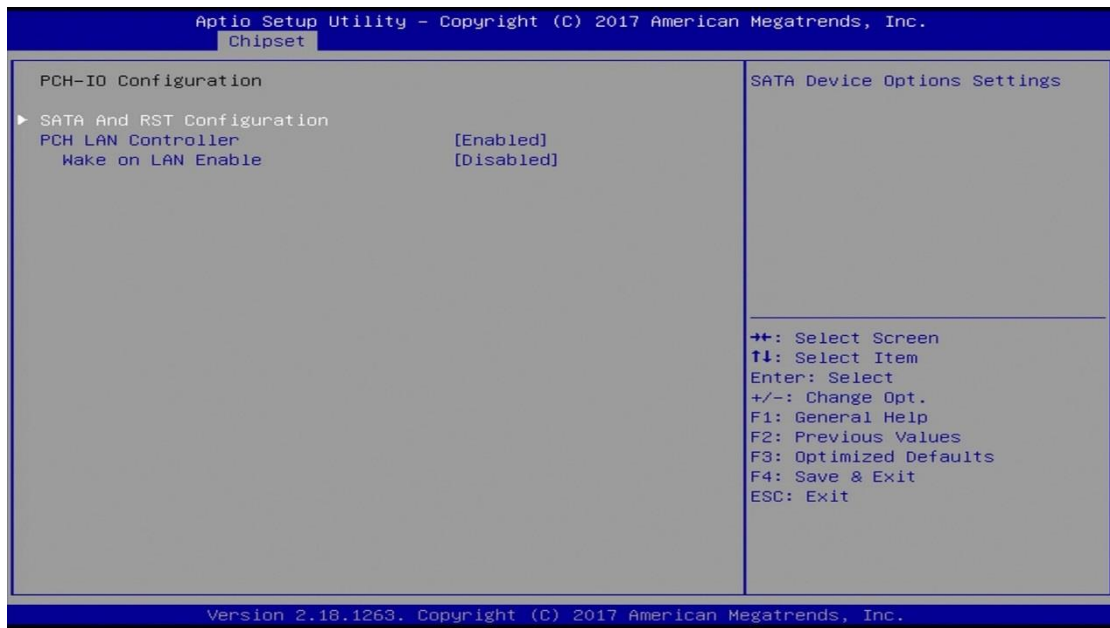 Aptio Setup Utility – Copyright (C) 2017 American Megatrends, Inc.
Chipset
PCH-IO Configuration
► SATA And RST Configuration
PCH LAN Controller [Enabled]
Wake on LAN Enable [Disabled]
SATA Device Options Settings
→←: Select Screen
↑↓: Select Item
Enter: Select
+/-: Change Opt.
F1: General Help
F2: Previous Values
F3: Optimized Defaults
F4: Save & Exit
ESC: Exit
Version 2.18.1263. Copyright (C) 2017 American Megatrends, Inc.